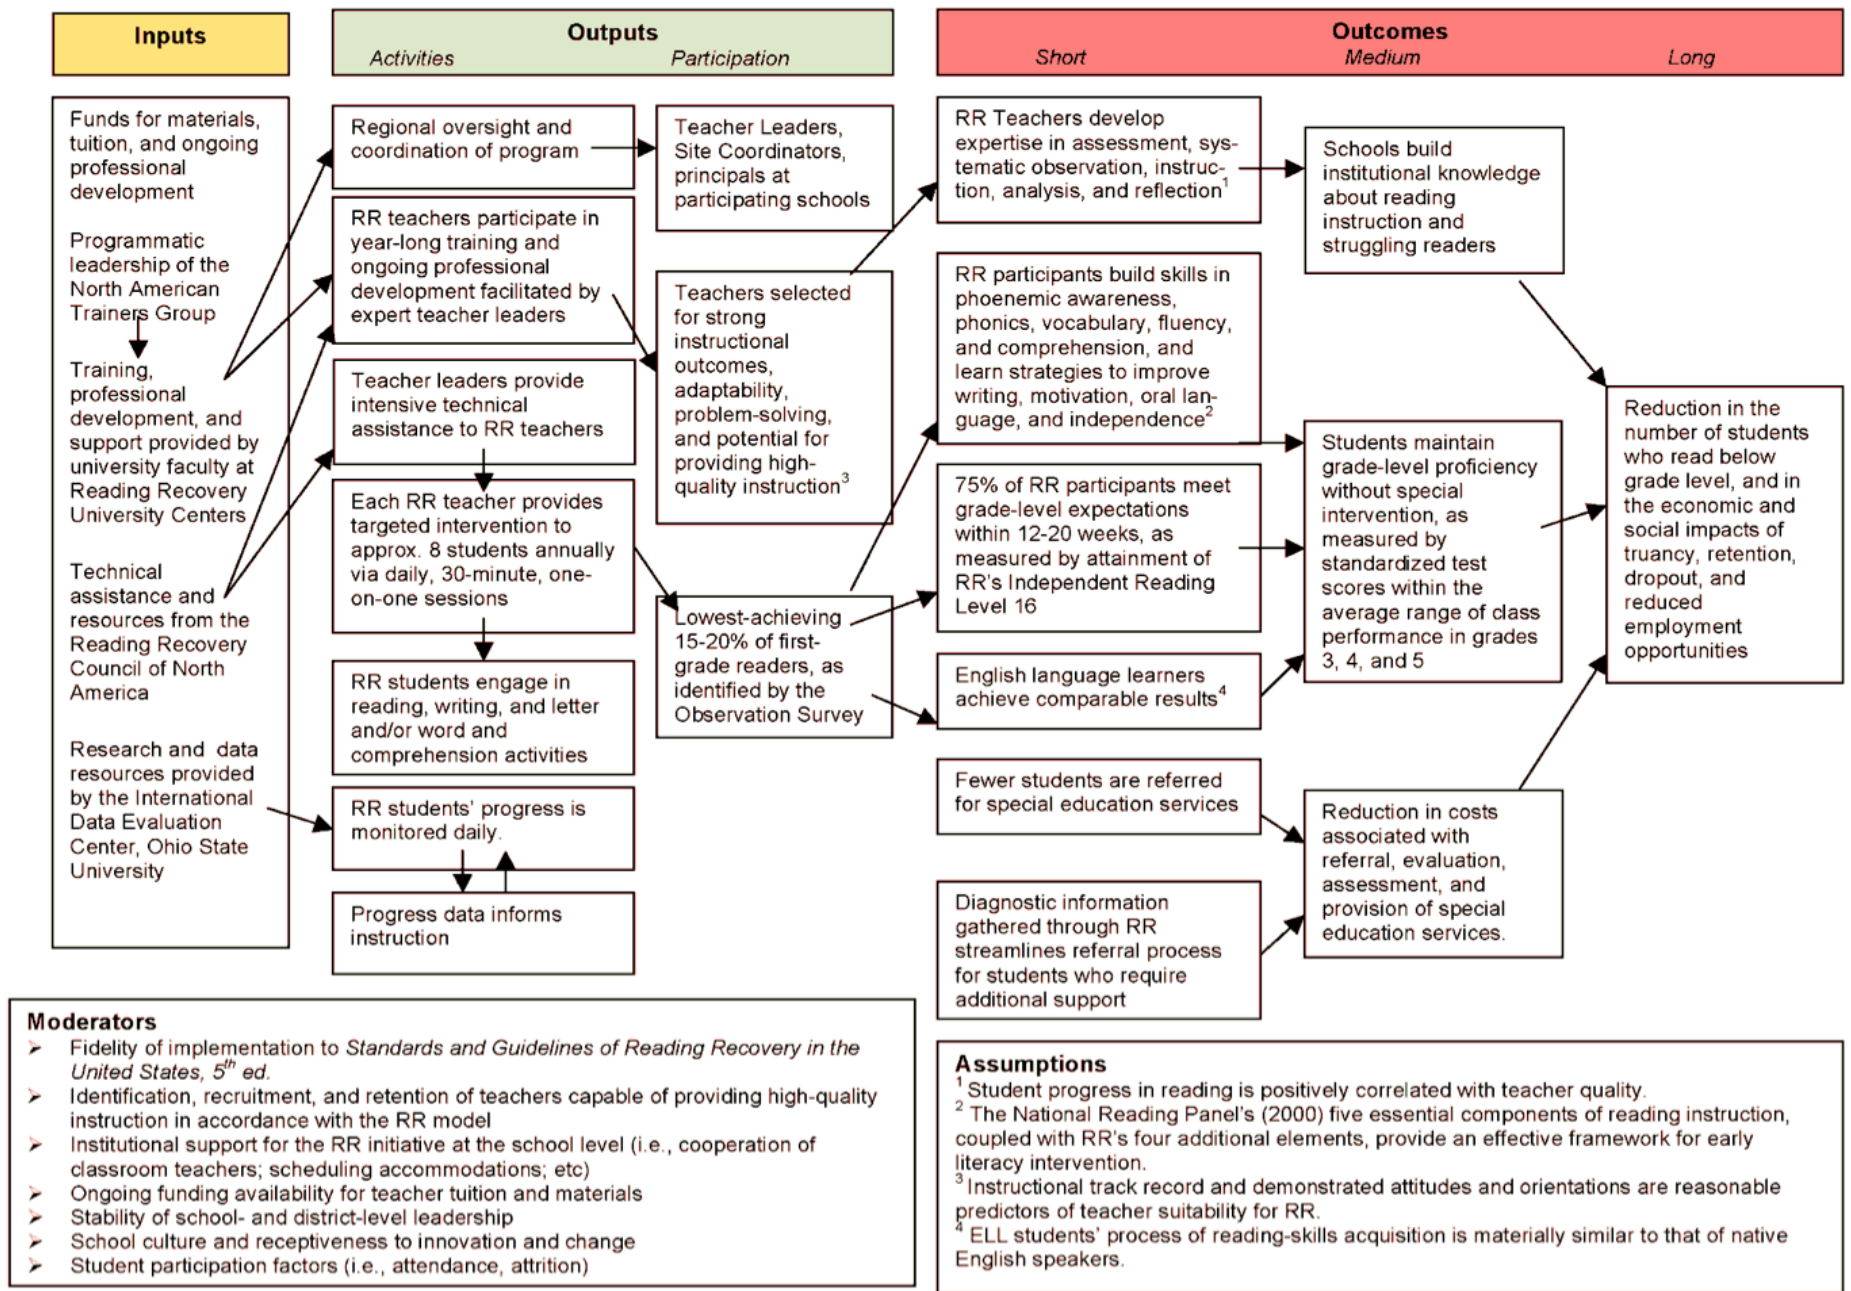 Inputs
Outputs
Activities
Participation
Outcomes
Short
Medium
Long
Funds for materials,
tuition, and ongoing
professional
development
Programmatic
leadership of the
North American
Trainers Group
Training,
professional
development, and
support provided by
university faculty at
Reading Recovery
University Centers
Technical
assistance and
resources from the
Reading Recovery
Council of North
America
Research and data
resources provided
by the International
Data Evaluation
Center, Ohio State
University
Regional oversight and
coordination of program
RR teachers participate in
year-long training and
ongoing professional
development facilitated by
expert teacher leaders
Teacher leaders provide
intensive technical
assistance to RR teachers
Each RR teacher provides
targeted intervention to
approx. 8 students annually
via daily, 30-minute, one-
on-one sessions
RR students engage in
reading, writing, and letter
and/or word and
comprehension activities
RR students' progress is
monitored daily.
Progress data informs
instruction
Teacher Leaders,
Site Coordinators,
principals at
participating schools
Teachers selected
for strong
instructional
outcomes,
adaptability,
problem-solving,
and potential for
providing high-
quality instruction3
Lowest-achieving
15-20% of first-
grade readers, as
identified by the
Observation Survey
RR Teachers develop
expertise in assessment, sys-
tematic observation, instruc-
tion, analysis, and reflection1
RR participants build skills in
phoenemic awareness,
phonics, vocabulary, fluency,
and comprehension, and
learn strategies to improve
writing, motivation, oral lan-
guage, and independence2
75% of RR participants meet
grade-level expectations
within 12-20 weeks, as
measured by attainment of
RR's Independent Reading
Level 16
English language learners
achieve comparable results4
Fewer students are referred
for special education services
Diagnostic information
gathered through RR
streamlines referral process
for students who require
additional support
Schools build
institutional knowledge
about reading
instruction and
struggling readers
Students maintain
grade-level proficiency
without special
intervention, as
measured by
standardized test
scores within the
average range of class
performance in grades
3, 4, and 5
Reduction in costs
associated with
referral, evaluation,
assessment, and
provision of special
education services.
Reduction in the
number of students
who read below
grade level, and in
the economic and
social impacts of
truancy, retention,
dropout, and
reduced
employment
opportunities
Moderators
➢ Fidelity of implementation to Standards and Guidelines of Reading Recovery in the
United States, 5th ed.
➢ Identification, recruitment, and retention of teachers capable of providing high-quality
instruction in accordance with the RR model
➢ Institutional support for the RR initiative at the school level (i.e., cooperation of
classroom teachers; scheduling accommodations; etc)
➢ Ongoing funding availability for teacher tuition and materials
➢ Stability of school- and district-level leadership
➢ School culture and receptiveness to innovation and change
➢ Student participation factors (i.e., attendance, attrition)
Assumptions
1 Student progress in reading is positively correlated with teacher quality.
2 The National Reading Panel's (2000) five essential components of reading instruction,
coupled with RR's four additional elements, provide an effective framework for early
literacy intervention.
3 Instructional track record and demonstrated attitudes and orientations are reasonable
predictors of teacher suitability for RR.
4 ELL students' process of reading-skills acquisition is materially similar to that of native
English speakers.